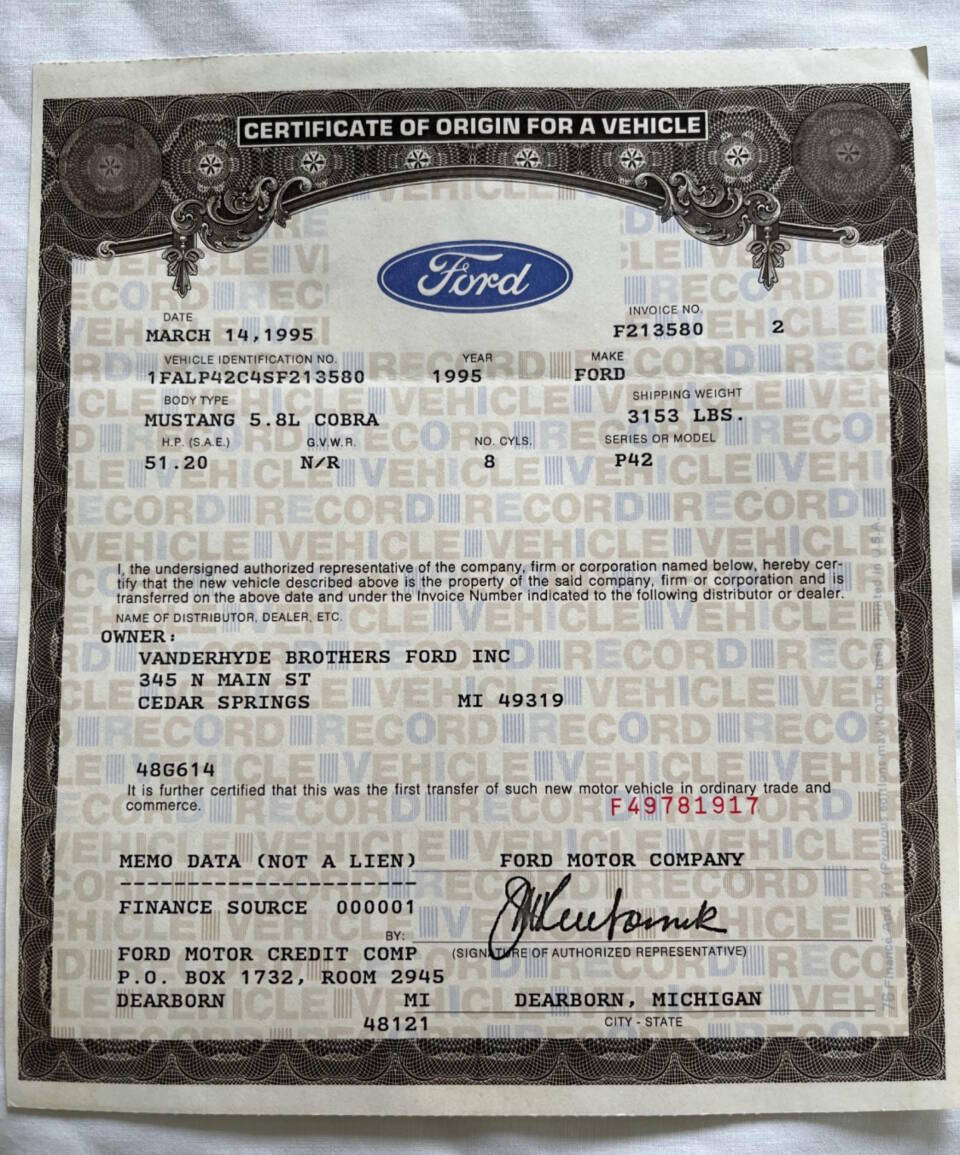 CERTIFICATE OF ORIGIN FOR A VEHICLE
Ford
DATE
MARCH 14,1995
INVOICE NO.
F213580 2
VEHICLE IDENTIFICATION NO. YEAR MAKE
1FALP42C4SF213580 1995 FORD
BODY TYPE SHIPPING WEIGHT
MUSTANG 5.8L COBRA 3153 LBS.
H.P. (S.A.E.) G.V.W.R. NO. CYLS. SERIES OR MODEL
51.20 N/R 8 P42
I, the undersigned authorized representative of the company, firm or corporation named below, hereby cer-
tify that the new vehicle described above is the property of the said company, firm or corporation and is
transferred on the above date and under the Invoice Number indicated to the following distributor or dealer.
NAME OF DISTRIBUTOR, DEALER, ETC.
OWNER:
VANDERHYDE BROTHERS FORD INC
345 N MAIN ST
CEDAR SPRINGS MI 49319
48G614
It is further certified that this was the first transfer of such new motor vehicle in ordinary trade and
commerce.
F49781917
MEMO DATA (NOT A LIEN) FORD MOTOR COMPANY
FINANCE SOURCE 000001
BY:
(SIGNATURE OF AUTHORIZED REPRESENTATIVE)
FORD MOTOR CREDIT COMP
P.O. BOX 1732, ROOM 2945
DEARBORN MI DEARBORN, MICHIGAN
48121 CITY - STATE